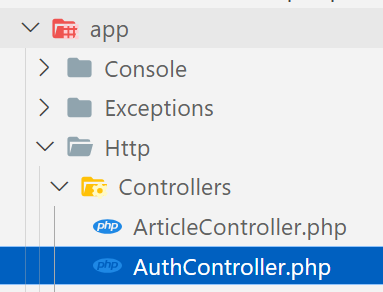 app
Console
Exceptions
Http
Controllers
php ArticleController.php
php AuthController.php